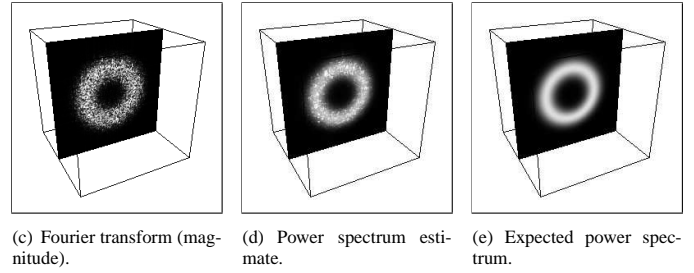 (c) Fourier transform (mag-
nitude).
(d) Power spectrum esti-
mate.
(e) Expected power spec-
trum.